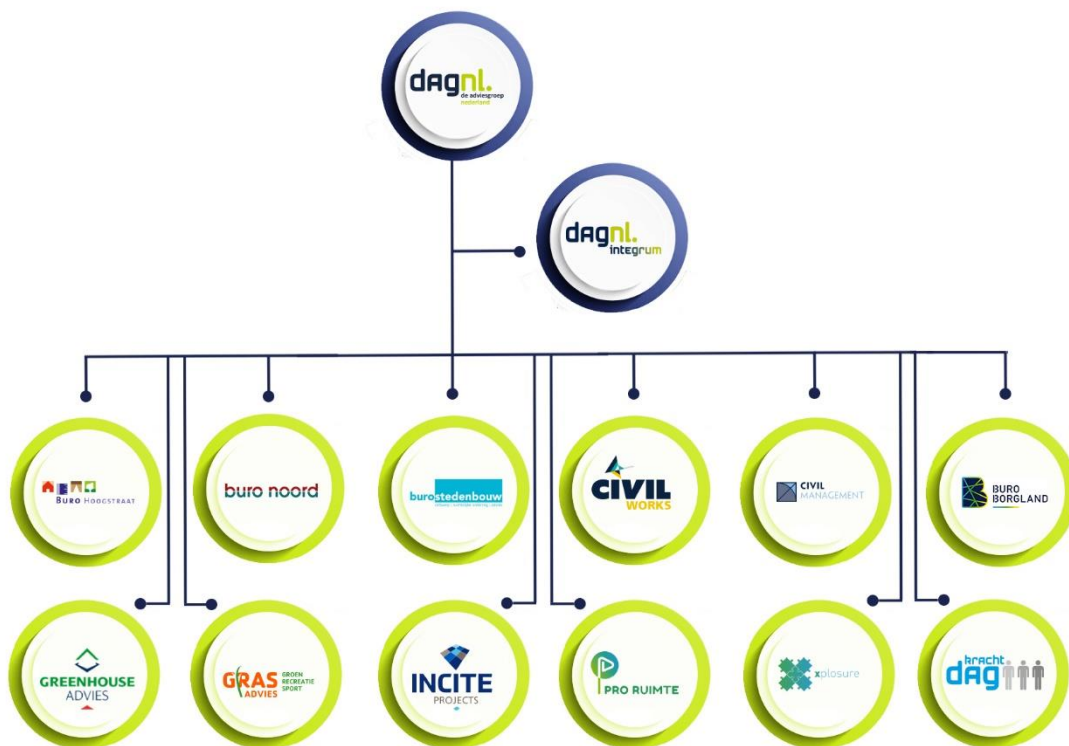 dagnl.
de adviesgroep
nederland
dagnl.
integrum
BURO HOOGSTRAAT
buro noord
burostedenbouw
CIVIL
WORKS
CIVIL
MANAGEMENT
BURO
BORGLAND
GREENHOUSE
ADVIES
GRAS
ADVIES
GROEN
RECREATIE
SPORT
INCITE
PROJECTS
PRO RUIMTE
xplosure
kracht
dag